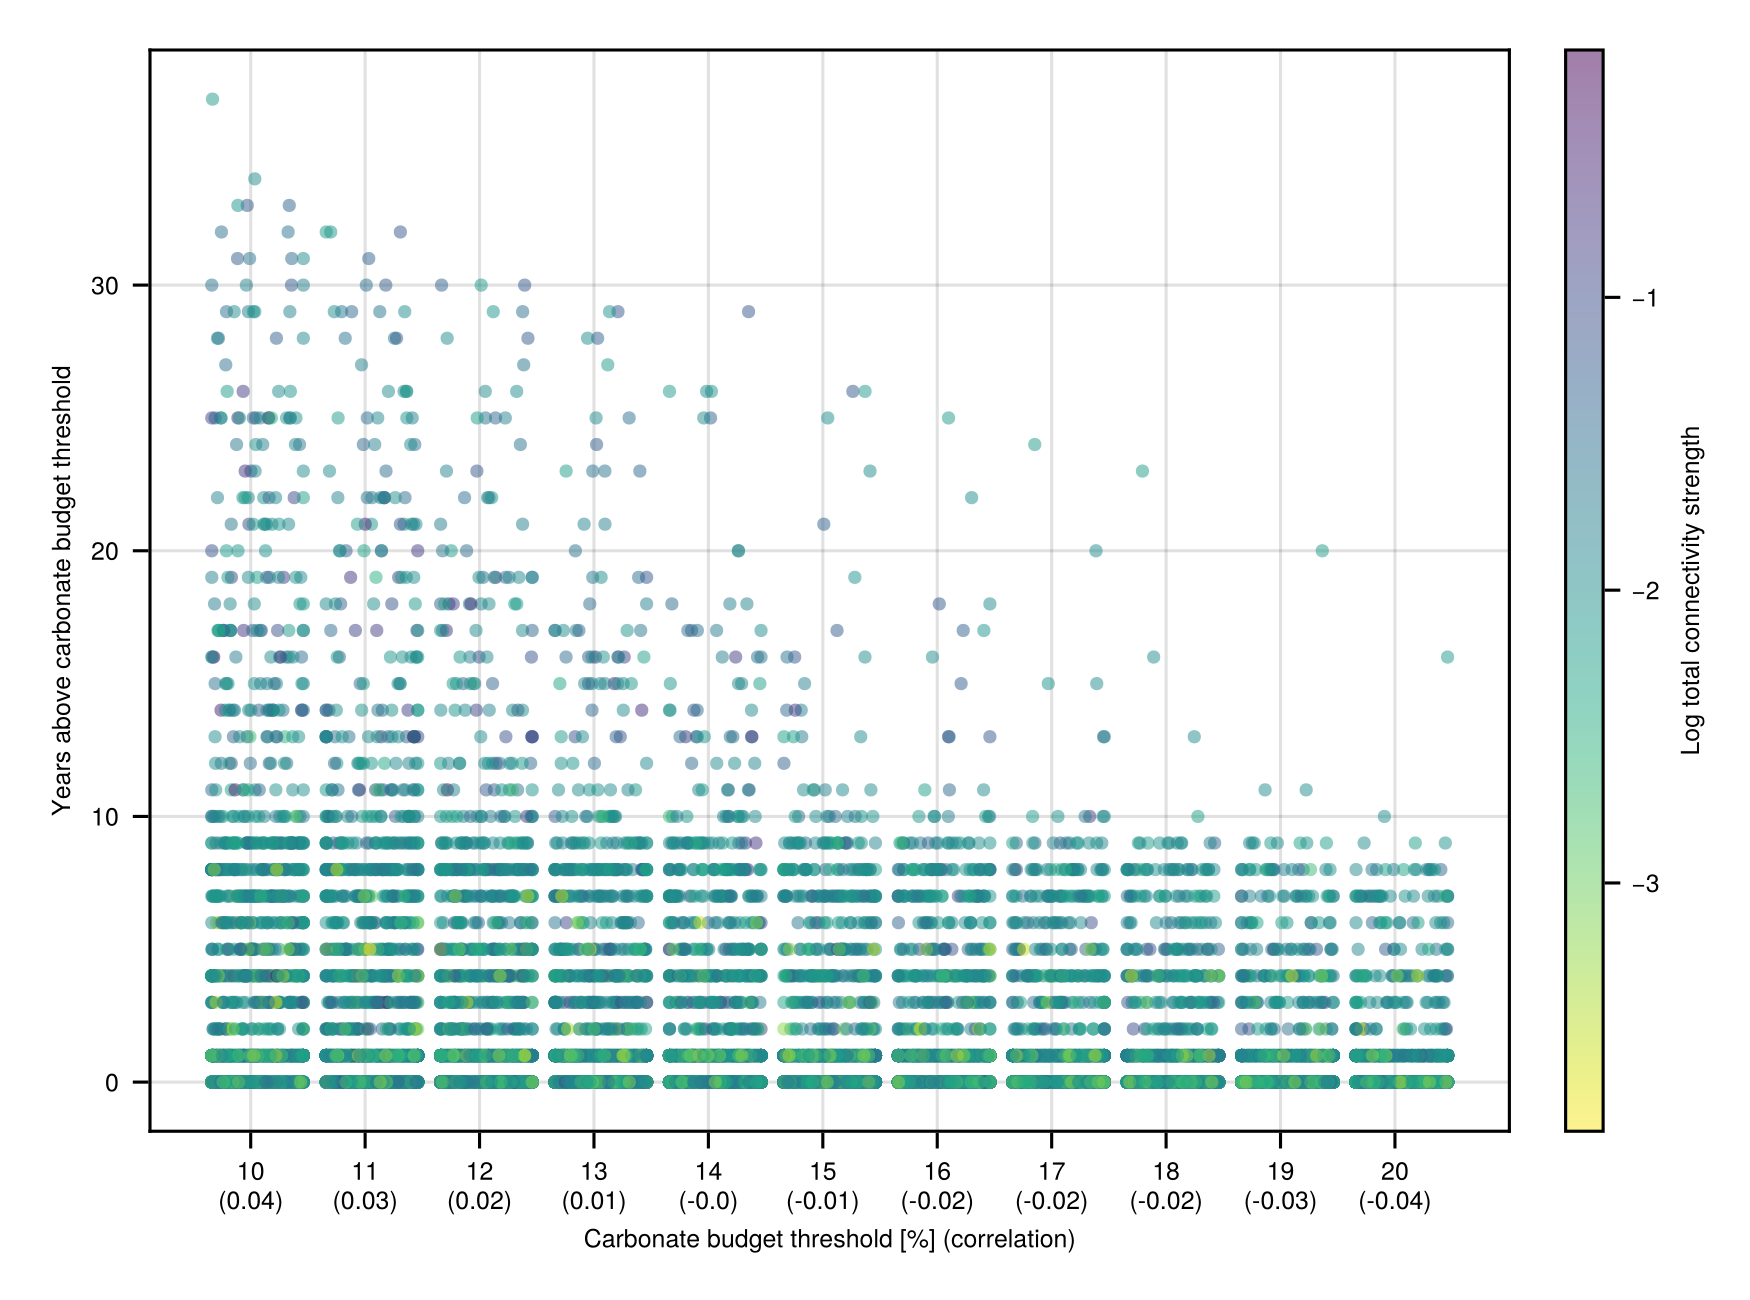 30
20
10
0
Years above carbonate budget threshold
10 11 12 13 14 15 16 17 18 19 20
(0.04) (0.03) (0.02) (0.01) (-0.0) (-0.01) (-0.02) (-0.02) (-0.02) (-0.03) (-0.04)
Carbonate budget threshold [%] (correlation)
−1
−2
−3
Log total connectivity strength